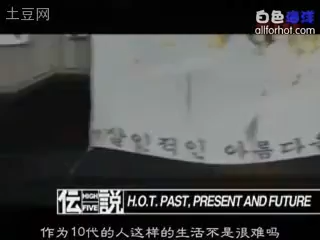 土豆网
白色海洋
allforhot.com
살인적인 아름다운
伝説
HIGH FIVE
H.O.T. PAST, PRESENT AND FUTURE
作为10代的人这样的生活不是很难吗